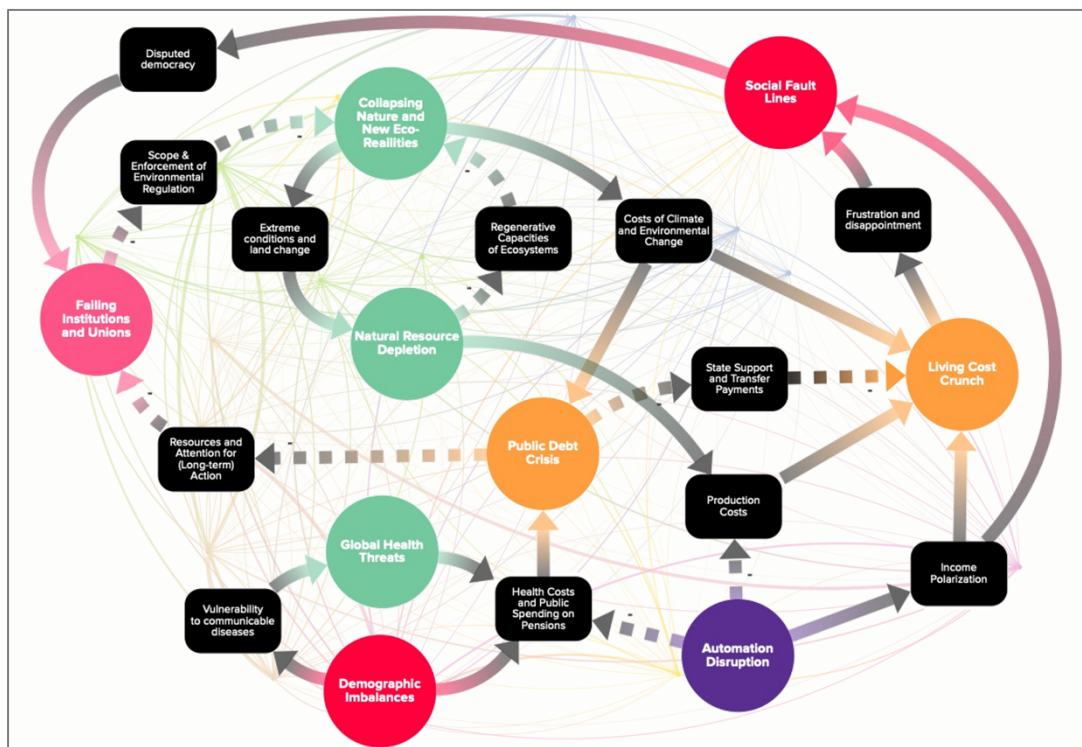 Disputed
democracy
Social Fault
Lines
Collapsing
Nature and
New Eco-
Realilities
Scope &
Enforcement of
Environmental
Regulation
-
-
-
Extreme
conditions and
land change
Regenerative
Capacities
of Ecosystems
Costs of Climate
and Environmental
Change
Frustration and
disappointment
-
Failing
Institutions
and Unions
Natural Resource
Depletion
State Support
and Transfer
Payments
-
-
Living Cost
Crunch
-
Resources and
Attention for
(Long-term)
Action
-
Public Debt
Crisis
Production
Costs
Global Health
Threats
-
Income
Polarization
Vulnerability
to communicable
diseases
Health Costs
and Public
Spending on
Pensions
-
Automation
Disruption
Demographic
Imbalances